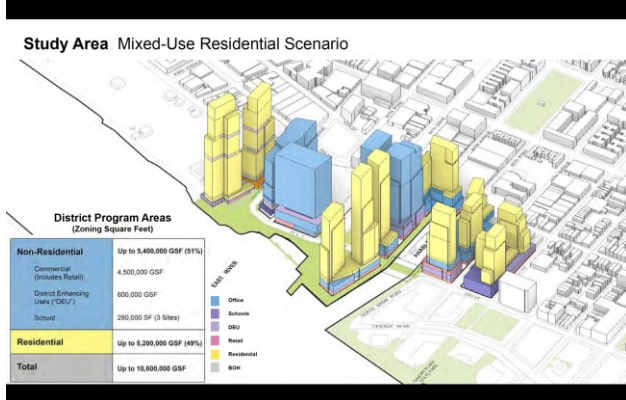 Study Area Mixed-Use Residential Scenario
District Program Areas
(Zoning Square Feet)
Non-Residential Up to 5,400,000 GSF (51%)
Commercial
(Includes Retail) 4,500,000 GSF
District Enhancing
Uses ("DEU") 600,000 GSF
School 280,000 SF (3 Sites)
Residential Up to 5,200,000 GSF (49%)
Total Up to 10,600,000 GSF
EAST RIVER
Office
Schools
DEU
Retail
Residential
BOH
ANABLE
CENTER BLVD